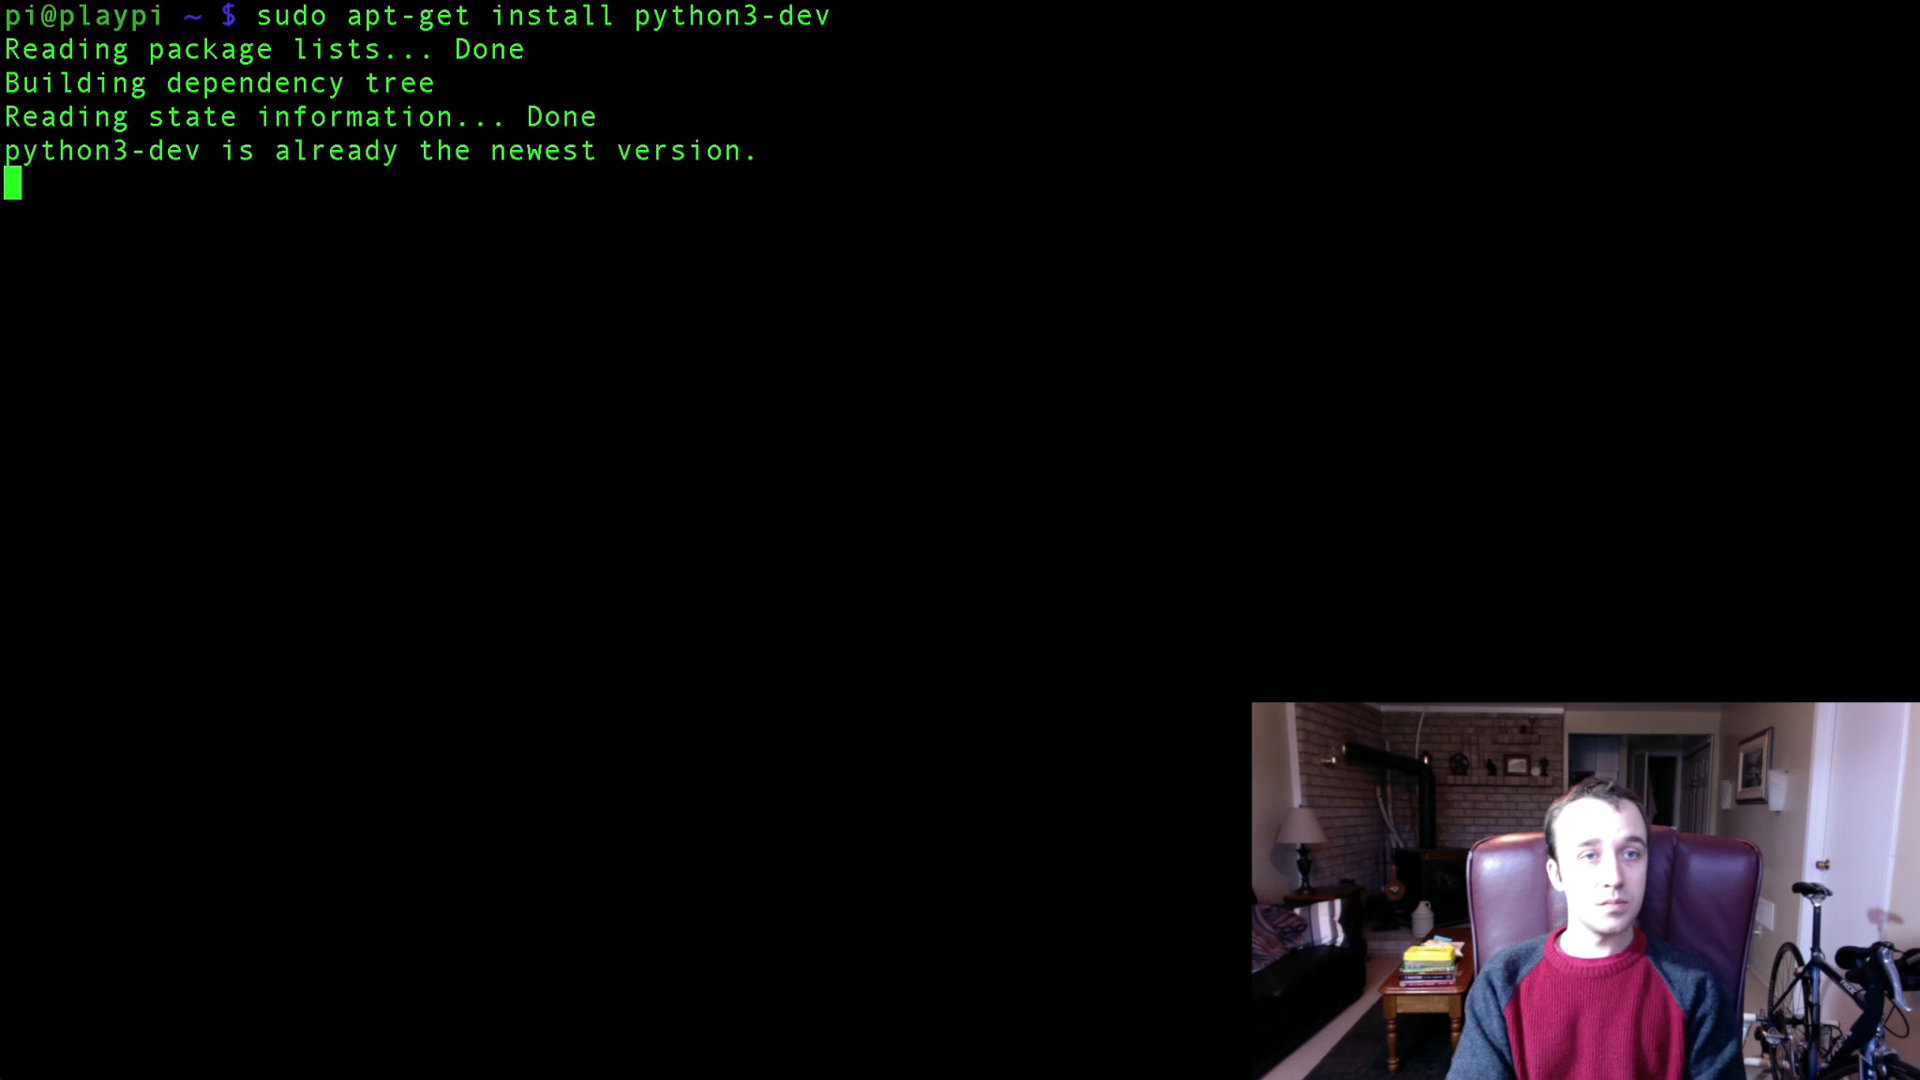 pi@playpi ~ $ sudo apt-get install python3-dev
Reading package lists... Done
Building dependency tree
Reading state information... Done
python3-dev is already the newest version.